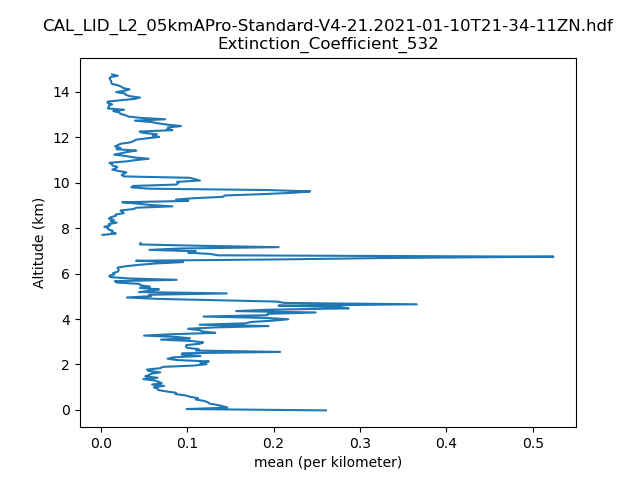 CAL_LID_L2_05kmAPro-Standard-V4-21.2021-01-10T21-34-11ZN.hdf
Extinction_Coefficient_532
14
12
10
8
6
4
2
0
Altitude (km)
0.0 0.1 0.2 0.3 0.4 0.5
mean (per kilometer)